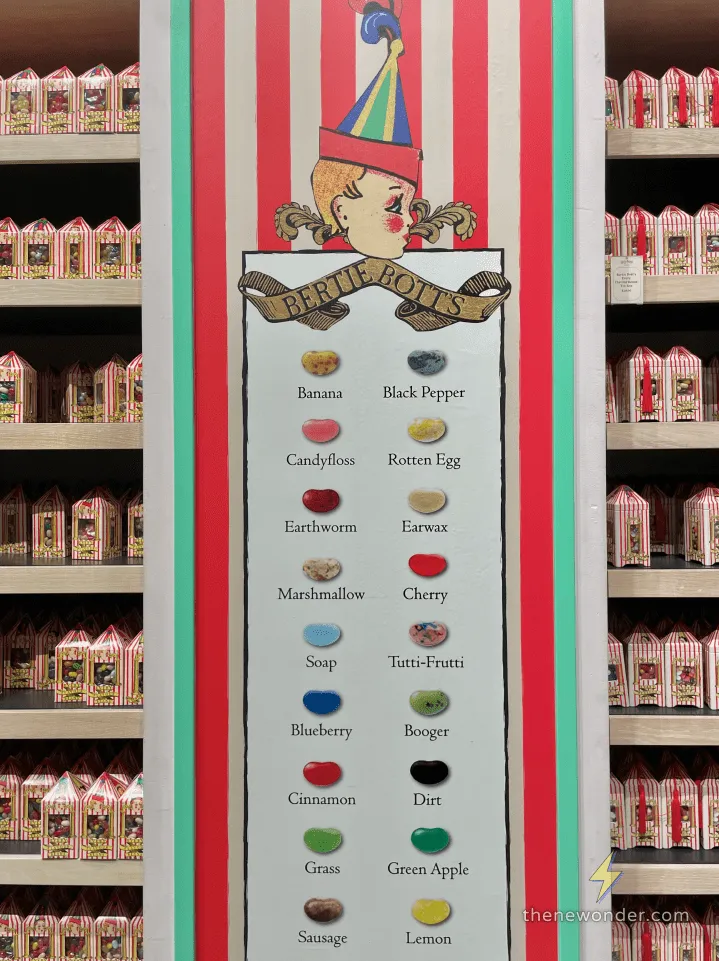 BERTIE BOTT'S
Banana
Black Pepper
Candyfloss
Rotten Egg
Earthworm
Earwax
Marshmallow
Cherry
Soap
Tutti-Frutti
Blueberry
Booger
Cinnamon
Dirt
Grass
Green Apple
Sausage
Lemon
thenewonder.com